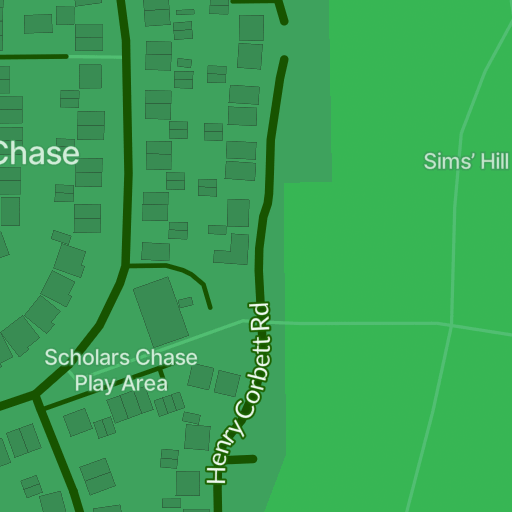 Chase
Sims' Hill
Scholars Chase
Play Area
Henry Corbett Rd